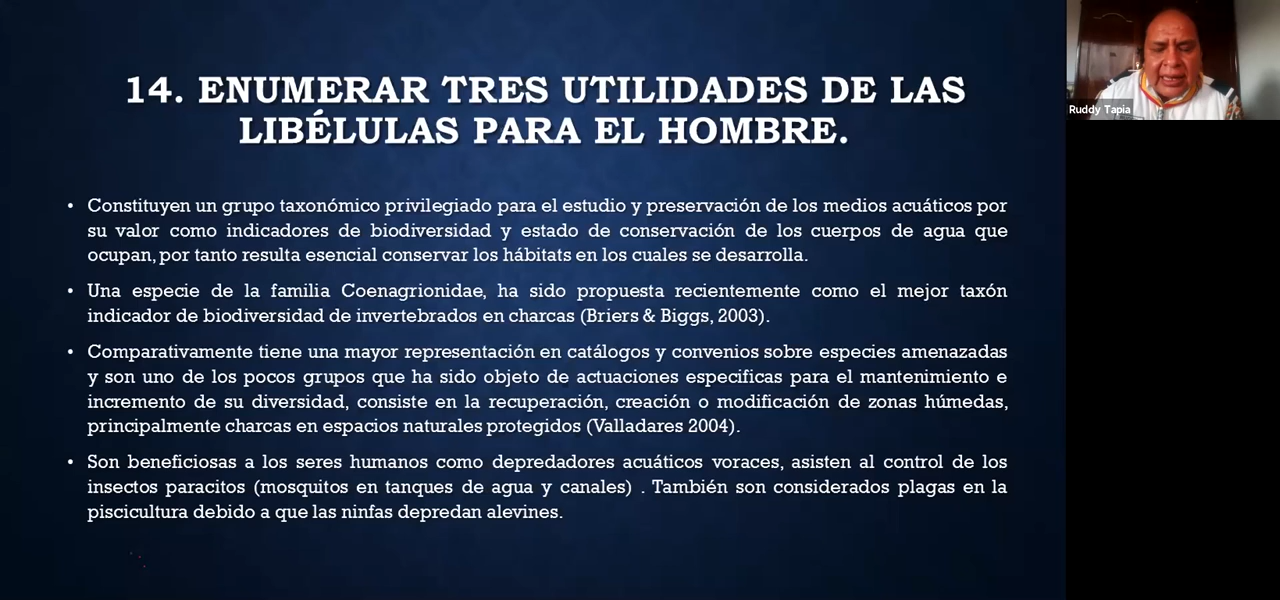 14. ENUMERAR TRES UTILIDADES DE LAS
LIBÉLULAS PARA EL HOMBRE.
• Constituyen un grupo taxonómico privilegiado para el estudio y preservación de los medios acuáticos por
su valor como indicadores de biodiversidad y estado de conservación de los cuerpos de agua que
ocupan, por tanto resulta esencial conservar los hábitats en los cuales se desarrolla.
• Una especie de la familia Coenagrionidae, ha sido propuesta recientemente como el mejor taxón
indicador de biodiversidad de invertebrados en charcas (Briers & Biggs, 2003).
• Comparativamente tiene una mayor representación en catálogos y convenios sobre especies amenazadas
y son uno de los pocos grupos que ha sido objeto de actuaciones especificas para el mantenimiento e
incremento de su diversidad, consiste en la recuperación, creación o modificación de zonas húmedas,
principalmente charcas en espacios naturales protegidos (Valladares 2004).
• Son beneficiosas a los seres humanos como depredadores acuáticos voraces, asisten al control de los
insectos paracitos (mosquitos en tanques de agua y canales) . También son considerados plagas en la
piscicultura debido a que las ninfas depredan alevines.
Ruddy Tapia